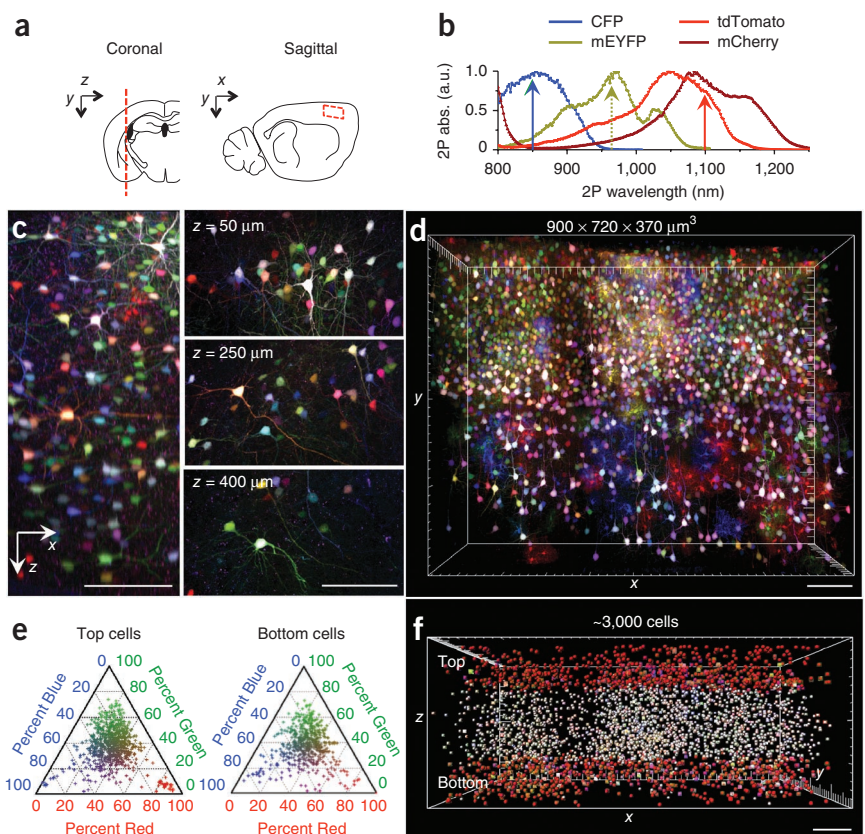 a
Coronal
z
y
Sagittal
x
y
b
CFP
mEYFP
tdTomato
mCherry
2P abs. (a.u.)
1.0
0.5
0
800
900
1,000
1,100
1,200
2P wavelength (nm)
c
x
z
z = 50 µm
z = 250 µm
z = 400 µm
d
900 × 720 × 370 µm³
y
x
e
Top cells
Percent Blue
0
20
40
60
80
100
Percent Green
100
80
60
40
20
0
0 20 40 60 80 100
Percent Red
Bottom cells
Percent Blue
0
20
40
60
80
100
Percent Green
100
80
60
40
20
0
0 20 40 60 80 100
Percent Red
f
~3,000 cells
Top
z
Bottom
y
x